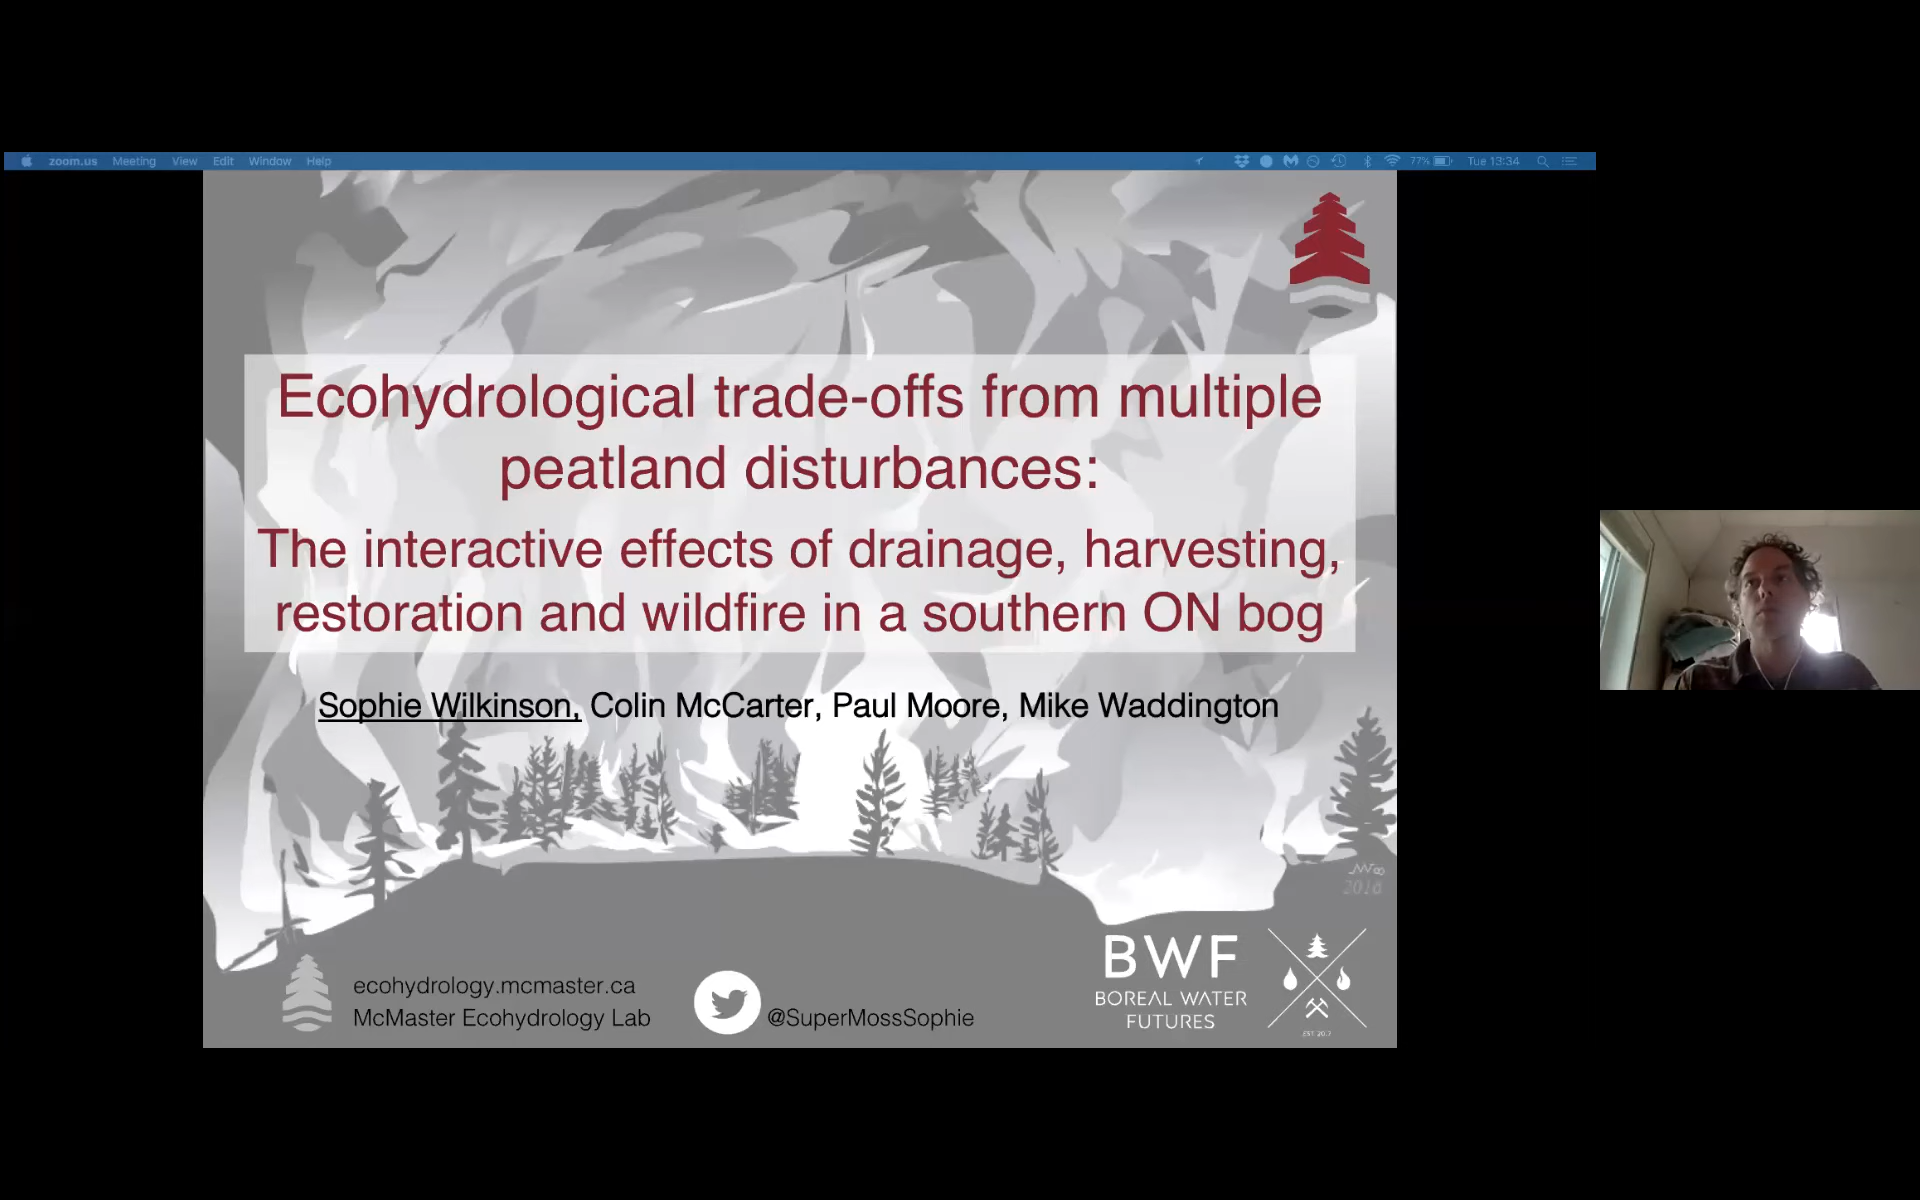 zoom.us Meeting View Edit Window Help 77% Tue 13:34
Ecohydrological trade-offs from multiple
peatland disturbances:
The interactive effects of drainage, harvesting,
restoration and wildfire in a southern ON bog
Sophie Wilkinson, Colin McCarter, Paul Moore, Mike Waddington
2018
ecohydrology.mcmaster.ca
McMaster Ecohydrology Lab
@SuperMossSophie
BWF
BOREAL WATER
FUTURES